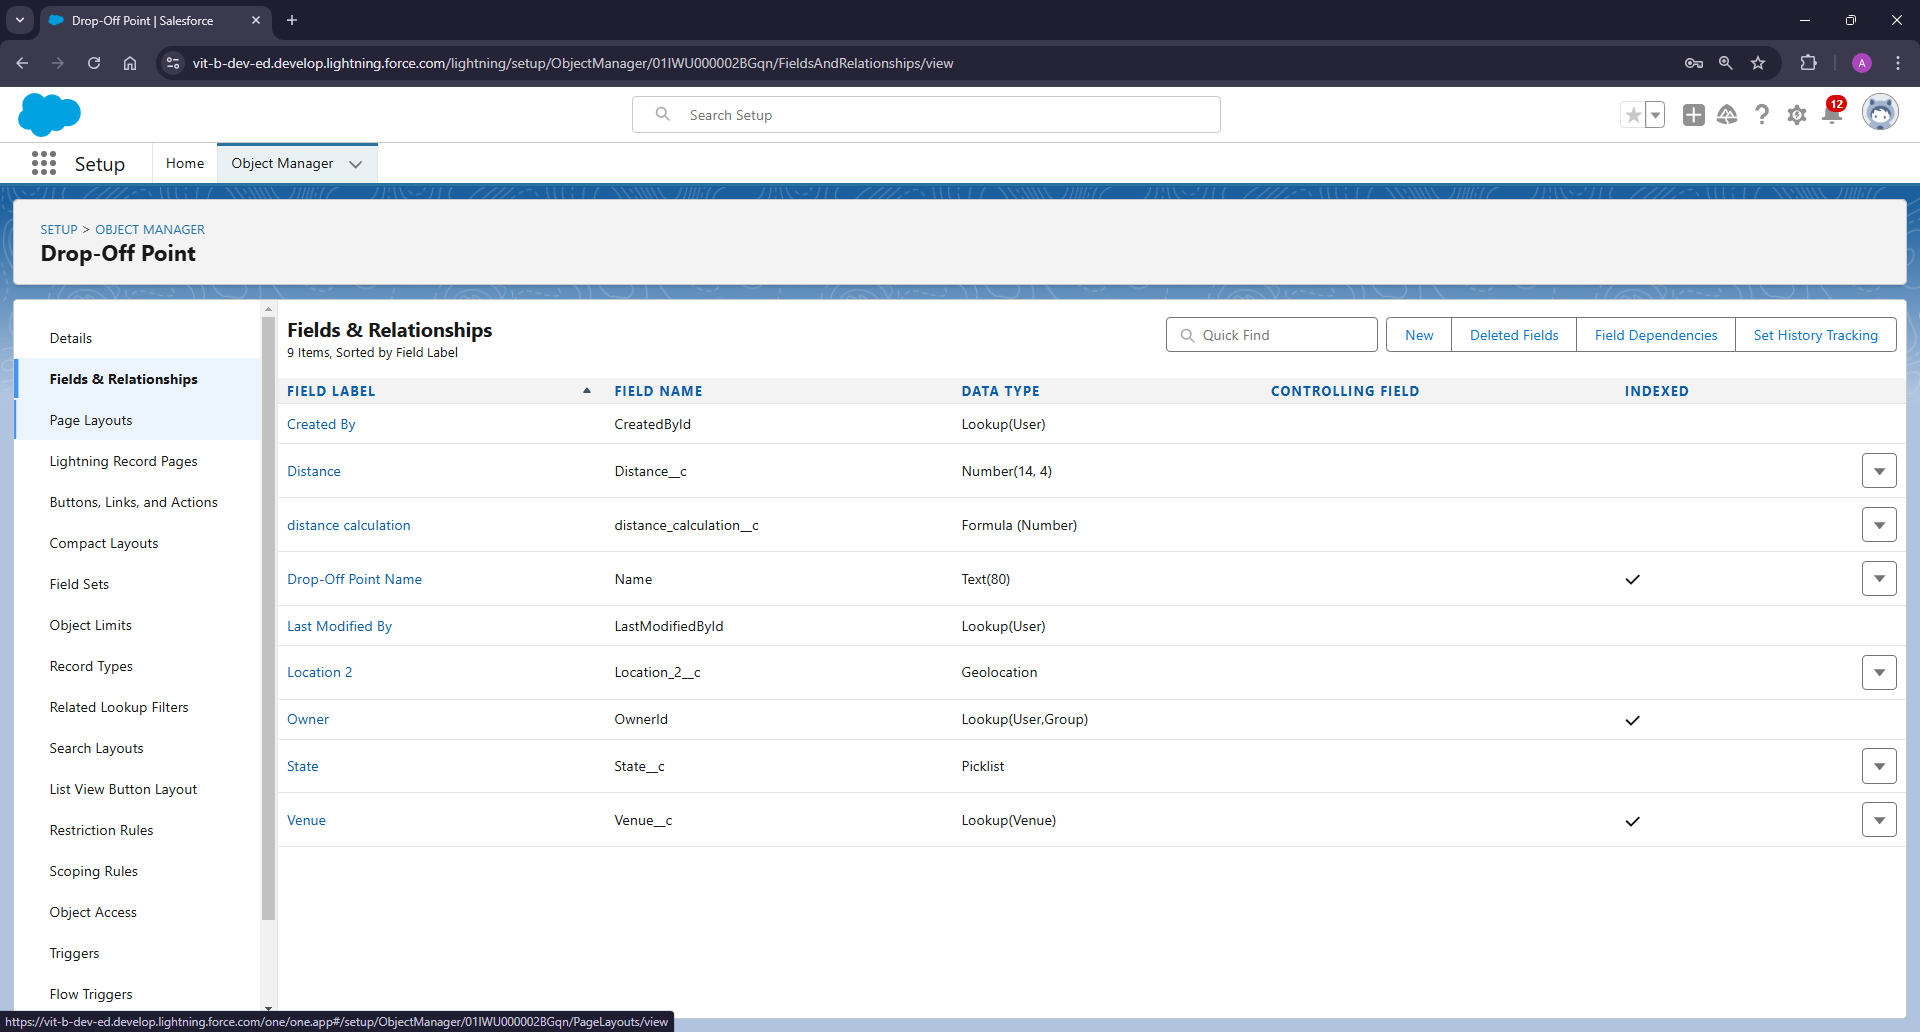 Drop-Off Point | Salesforce
vit-b-dev-ed.develop.lightning.force.com/lightning/setup/ObjectManager/01IWU000002BGqn/FieldsAndRelationships/view
A
Search Setup
12
Setup
Home
Object Manager
SETUP > OBJECT MANAGER
Drop-Off Point
Details
Fields & Relationships
Page Layouts
Lightning Record Pages
Buttons, Links, and Actions
Compact Layouts
Field Sets
Object Limits
Record Types
Related Lookup Filters
Search Layouts
List View Button Layout
Restriction Rules
Scoping Rules
Object Access
Triggers
Flow Triggers
Fields & Relationships
9 Items, Sorted by Field Label
Quick Find
New
Deleted Fields
Field Dependencies
Set History Tracking
FIELD LABEL FIELD NAME DATA TYPE CONTROLLING FIELD INDEXED
Created By CreatedById Lookup(User)
Distance Distance__c Number(14, 4)
distance calculation distance_calculation__c Formula (Number)
Drop-Off Point Name Name Text(80)
Last Modified By LastModifiedById Lookup(User)
Location 2 Location_2__c Geolocation
Owner OwnerId Lookup(User,Group)
State State__c Picklist
Venue Venue__c Lookup(Venue)
https://vit-b-dev-ed.develop.lightning.force.com/one/one.app#/setup/ObjectManager/01IWU000002BGqn/PageLayouts/view